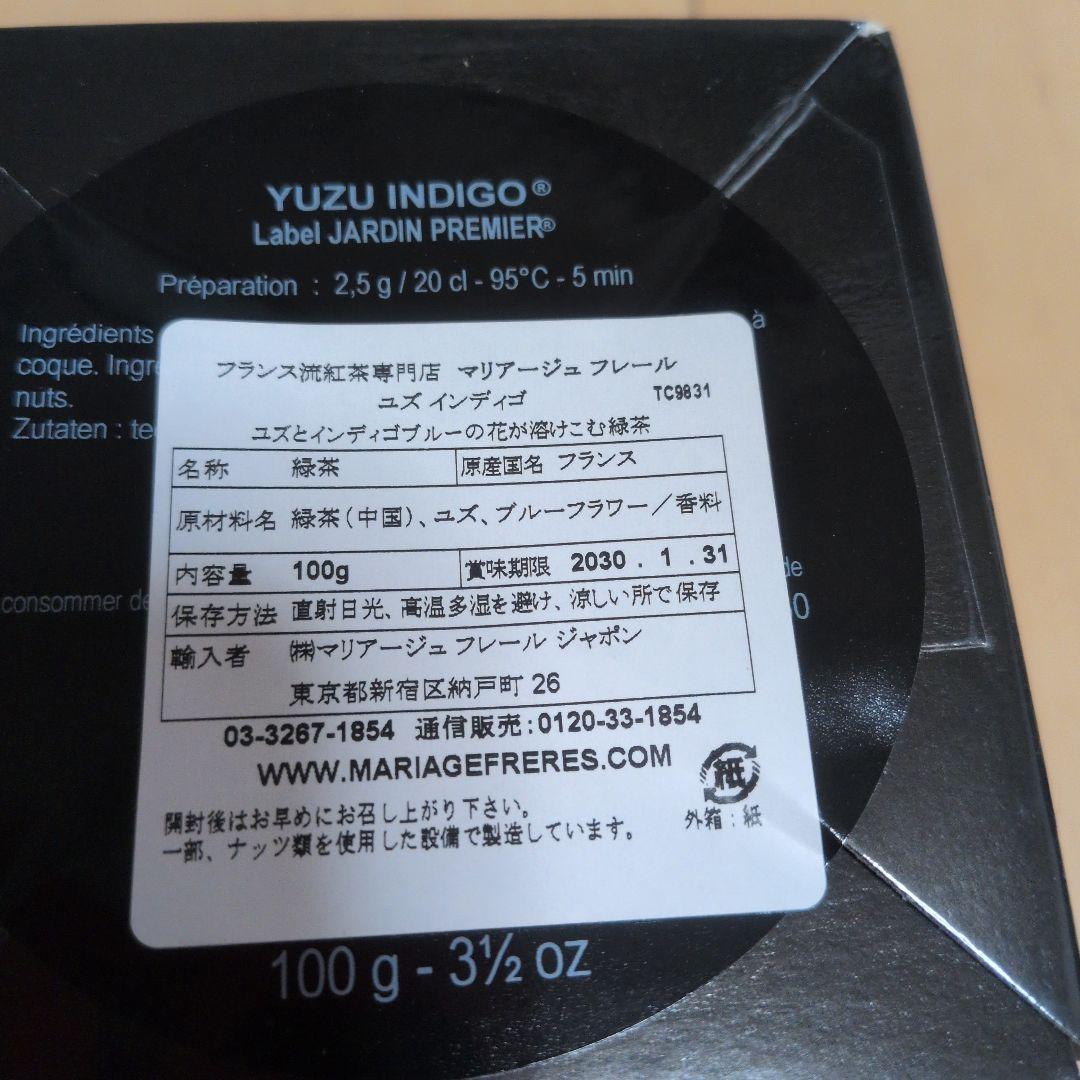 YUZU INDIGO®
Label JARDIN PREMIER®
Préparation : 2,5 g / 20 cl - 95°C - 5 min
Ingrédients
à
coque. Ingré
nuts.
Zutaten : te
フランス流紅茶専門店 マリアージュ フレール
ユズ インディゴ TC9831
ユズとインディゴブルーの花が溶けこむ緑茶
名称 緑茶 原産国名 フランス
原材料名 緑茶(中国)、ユズ、ブルーフラワー/香料
内容量 100g 賞味期限 2030 . 1 . 31
保存方法 直射日光、高温多湿を避け、涼しい所で保存
輸入者 ㈱マリアージュ フレール ジャポン
東京都新宿区納戸町 26
consommer de
de
0
03-3267-1854 通信販売:0120-33-1854
WWW.MARIAGEFRERES.COM
紙
外箱:紙
開封後はお早めにお召し上がり下さい。
一部、ナッツ類を使用した設備で製造しています。
100 g - 3½ oz